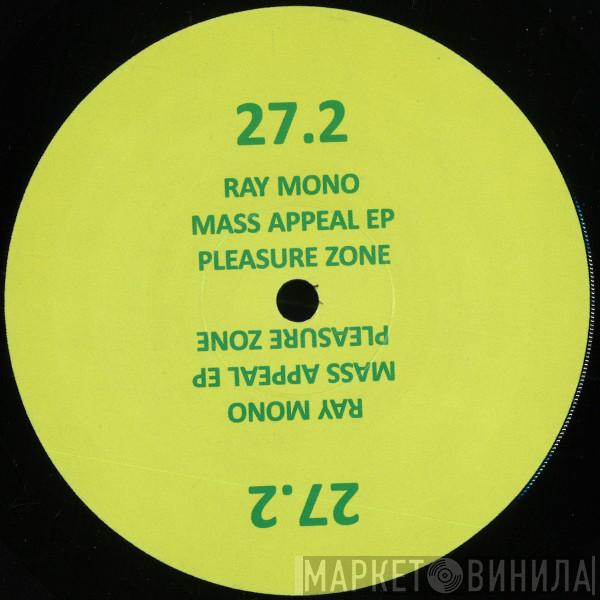 27.2
RAY MONO
MASS APPEAL EP
PLEASURE ZONE
PLEASURE ZONE
MASS APPEAL EP
RAY MONO
27.2
МАРКЕТ ВИНИЛА